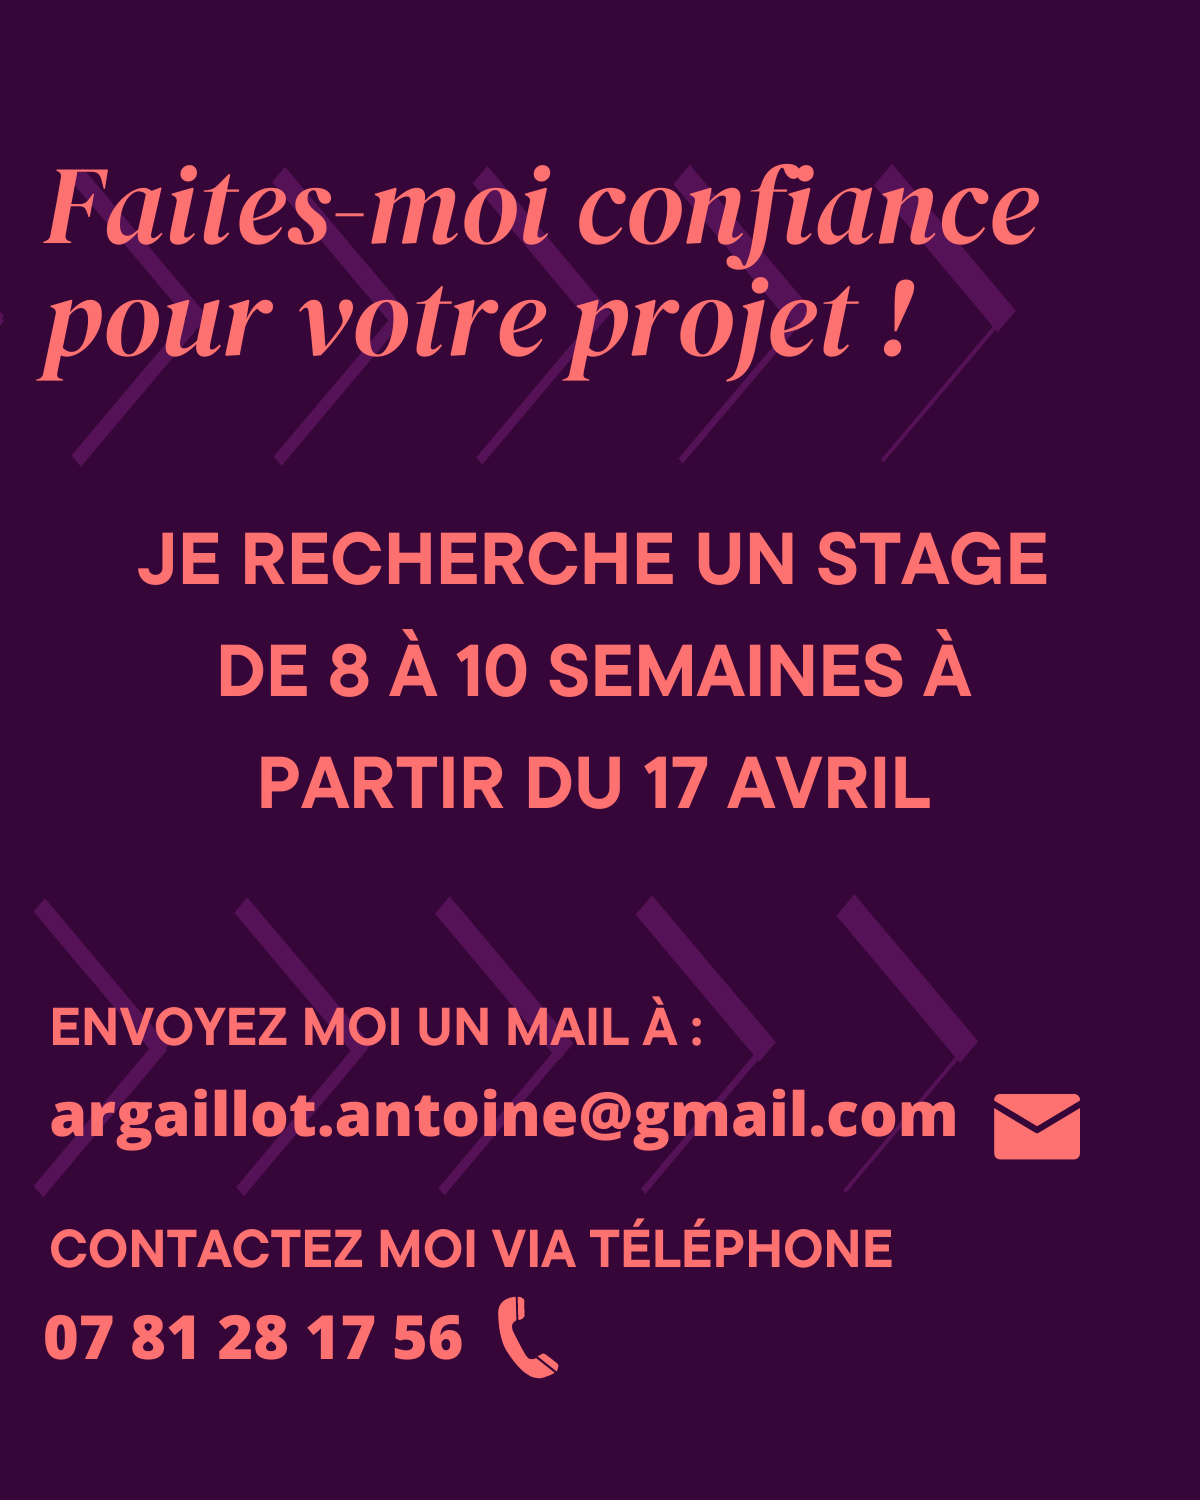 Faites-moi confiance
pour votre projet !
JE RECHERCHE UN STAGE
DE 8 À 10 SEMAINES À
PARTIR DU 17 AVRIL
ENVOYEZ MOI UN MAIL À :
argaillot.antoine@gmail.com
CONTACTEZ MOI VIA TÉLÉPHONE
07 81 28 17 56